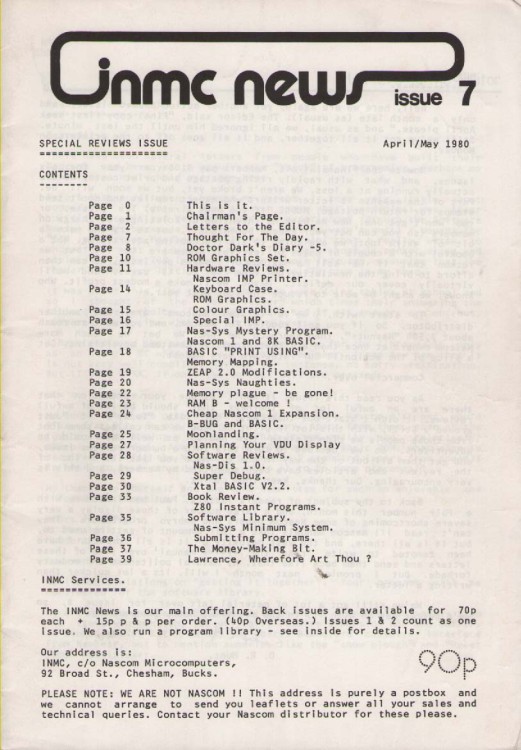 inmc news
issue 7
SPECIAL REVIEWS ISSUE April/May 1980
=====================
CONTENTS
--------
Page 0 This is it.
Page 1 Chairman's Page.
Page 2 Letters to the Editor.
Page 7 Thought For The Day.
Page 8 Doctor Dark's Diary -5.
Page 10 ROM Graphics Set.
Page 11 Hardware Reviews.
Nascom IMP Printer.
Page 14 Keyboard Case.
ROM Graphics.
Page 15 Colour Graphics.
Page 16 Special IMP.
Page 17 Nas-Sys Mystery Program.
Nascom 1 and 8K BASIC.
Page 18 BASIC "PRINT USING".
Memory Mapping.
Page 19 ZEAP 2.0 Modifications.
Page 20 Nas-Sys Naughties.
Page 22 Memory plague - be gone!
Page 23 RAM B - welcome !
Page 24 Cheap Nascom 1 Expansion.
B-BUG and BASIC.
Page 25 Moonlanding.
Page 27 Planning Your VDU Display
Page 28 Software Reviews.
Nas-Dis 1.0.
Page 29 Super Debug.
Page 30 Xtal BASIC V2.2.
Page 33 Book Review.
Z80 Instant Programs.
Page 35 Software Library.
Nas-Sys Minimum System.
Page 36 Submitting Programs.
Page 37 The Money-Making Bit.
Page 39 Lawrence, Wherefore Art Thou ?
INMC Services.
==============
The INMC News is our main offering. Back issues are available for 70p
each + 15p p & p per order. (40p Overseas.) Issues 1 & 2 count as one
issue. We also run a program library - see inside for details.
Our address is:
INMC, c/o Nascom Microcomputers,
92 Broad St., Chesham, Bucks.
90p
PLEASE NOTE: WE ARE NOT NASCOM !! This address is purely a postbox and
we cannot arrange to send you leaflets or answer all your sales and
technical queries. Contact your Nascom distributor for these please.